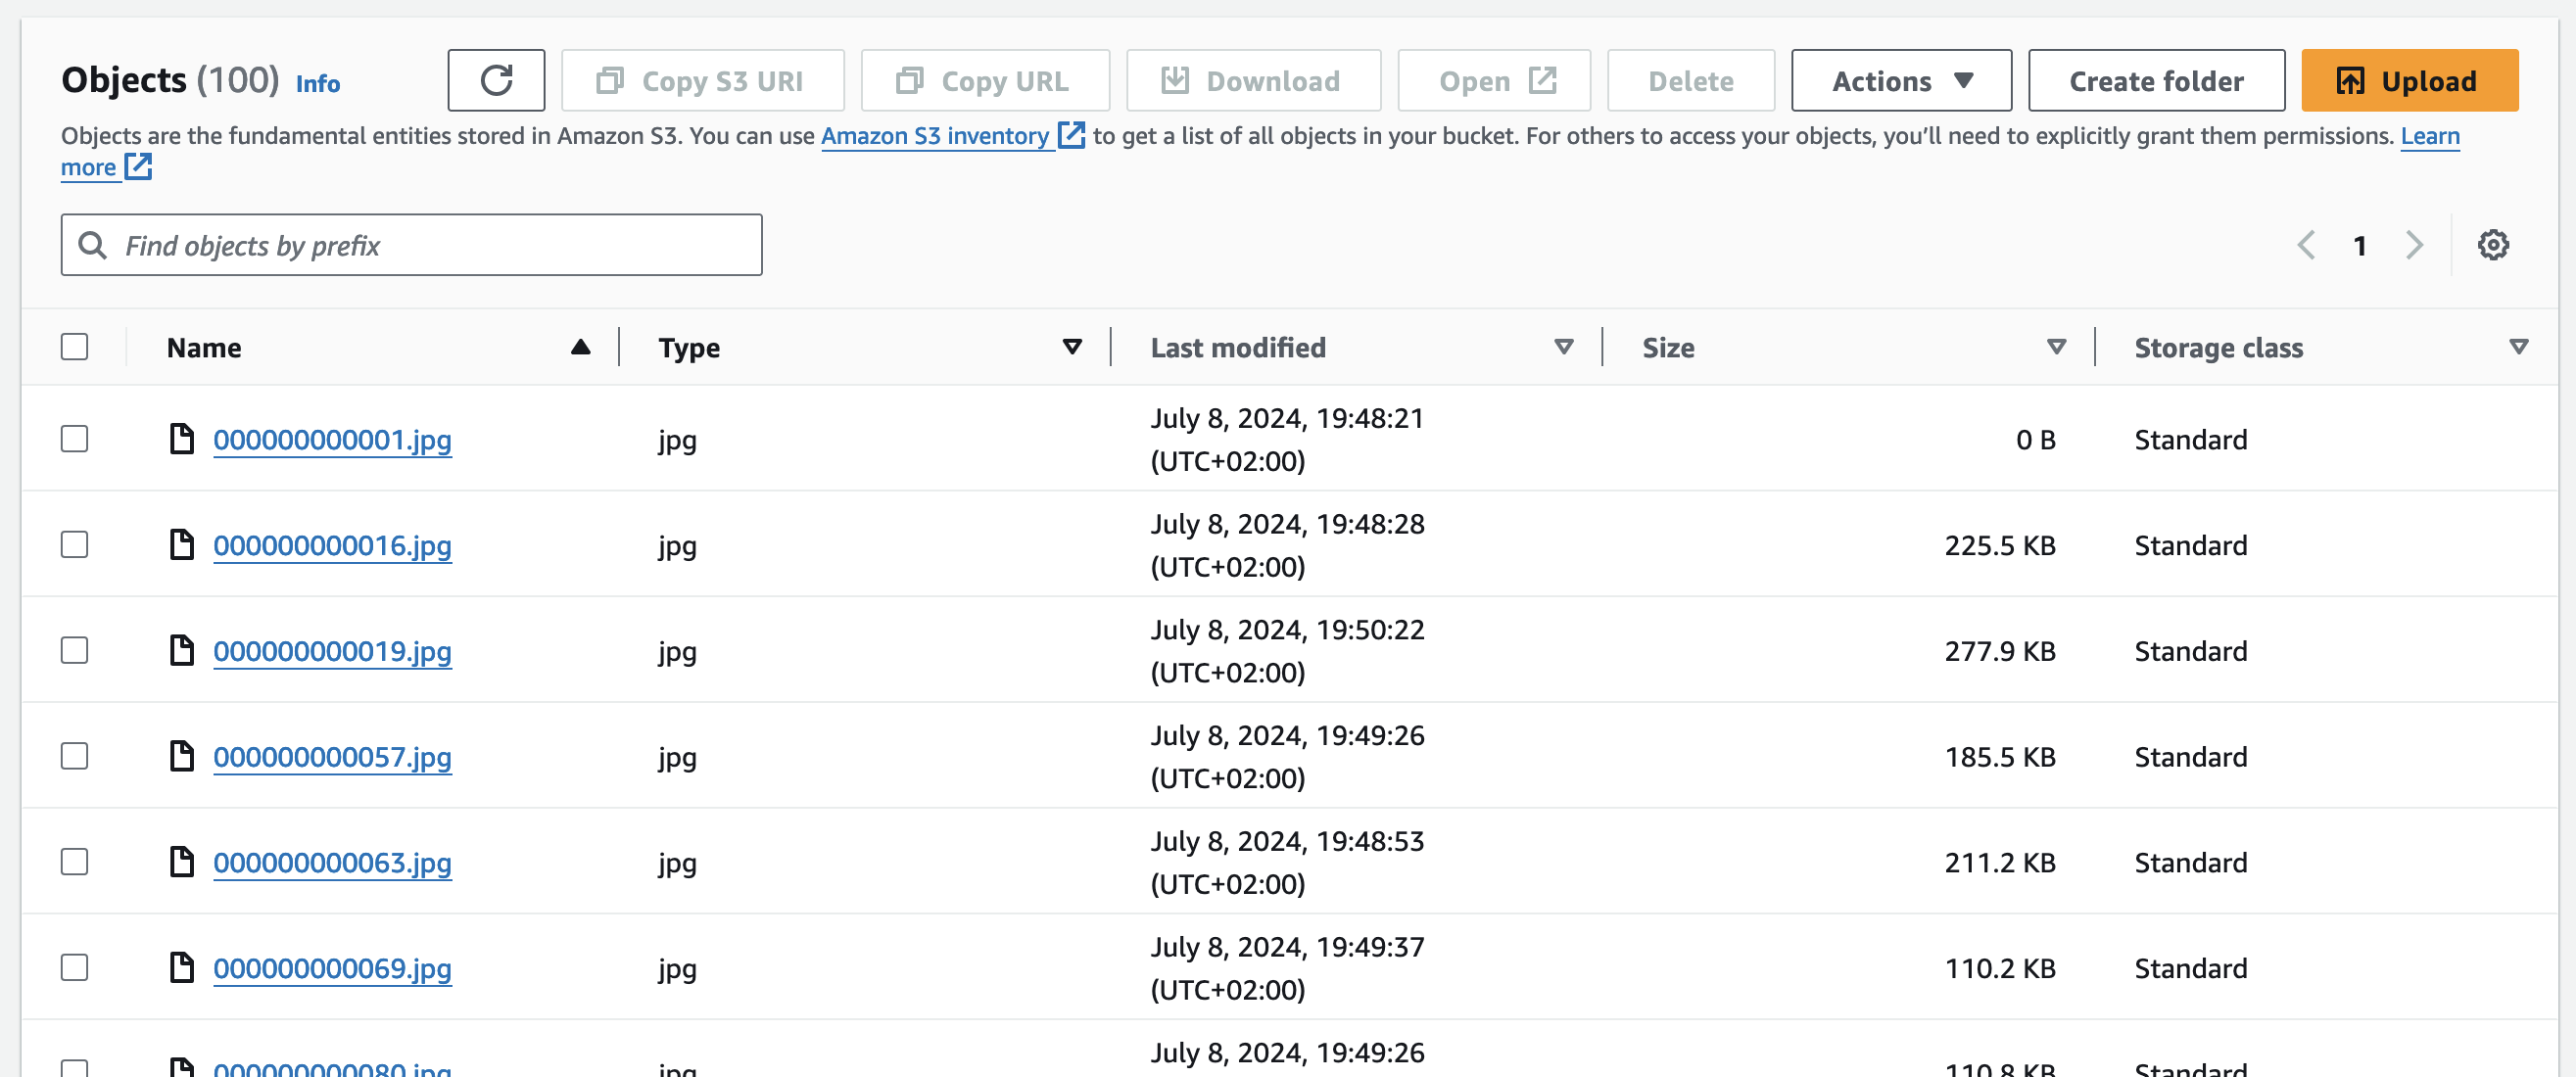 Objects (100) Info Copy S3 URI Copy URL Download Open Delete Actions Create folder Upload
Objects are the fundamental entities stored in Amazon S3. You can use Amazon S3 inventory to get a list of all objects in your bucket. For others to access your objects, you’ll need to explicitly grant them permissions. Learn
more
Find objects by prefix 1
Name Type Last modified Size Storage class
000000000001.jpg jpg July 8, 2024, 19:48:21 (UTC+02:00) 0 B Standard
000000000016.jpg jpg July 8, 2024, 19:48:28 (UTC+02:00) 225.5 KB Standard
000000000019.jpg jpg July 8, 2024, 19:50:22 (UTC+02:00) 277.9 KB Standard
000000000057.jpg jpg July 8, 2024, 19:49:26 (UTC+02:00) 185.5 KB Standard
000000000063.jpg jpg July 8, 2024, 19:48:53 (UTC+02:00) 211.2 KB Standard
000000000069.jpg jpg July 8, 2024, 19:49:37 (UTC+02:00) 110.2 KB Standard
000000000080.jpg jpg July 8, 2024, 19:49:26 110.8 KB Standard